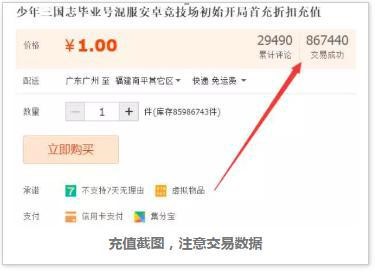 少年三国志毕业号混服安卓竞技场初始开局首充折扣充值
价格 ¥1.00 29490 867440
累计评论 交易成功
配送 广东广州 至 福建南平其它区 快递 免运费
数量 - 1 + 件(库存85986743件)
立即购买
承诺 7 不支持7天无理由 虚拟物品
支付 信用卡支付 集分宝
充值截图，注意交易数据